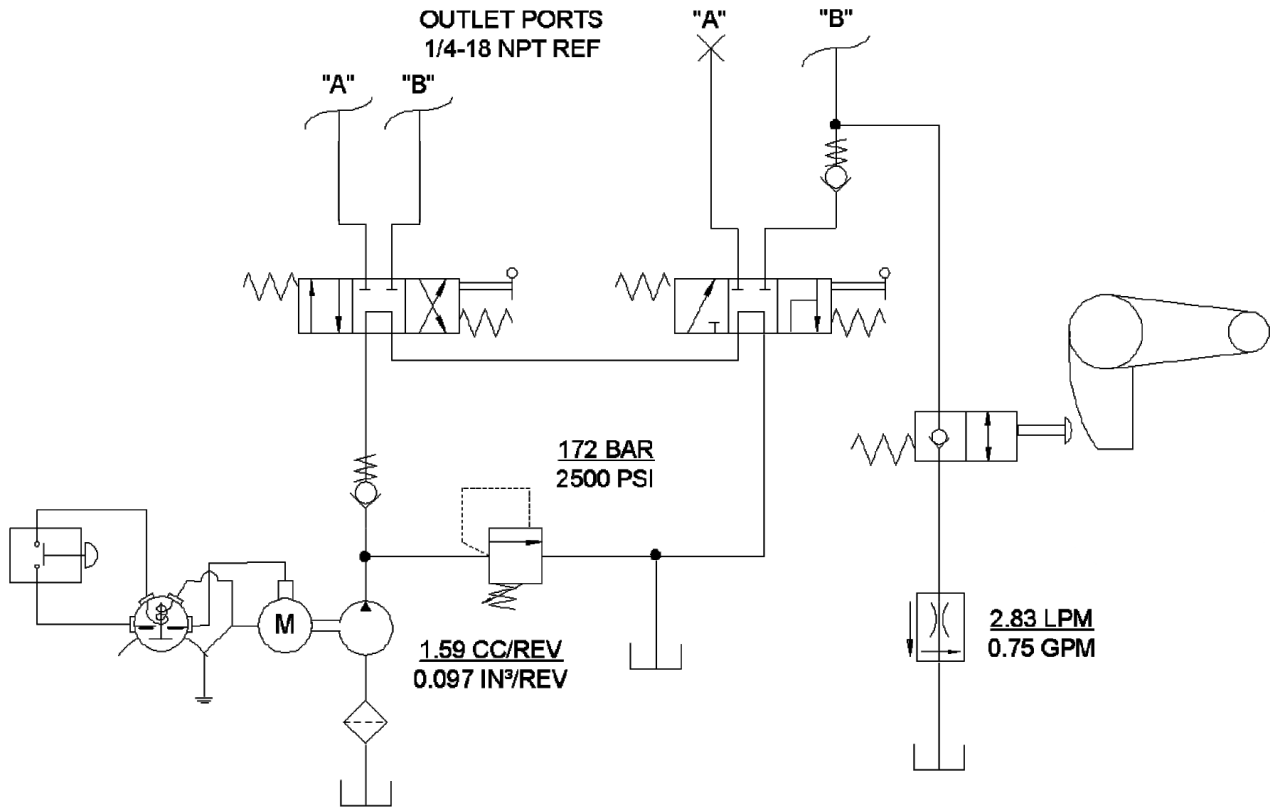 OUTLET PORTS
1/4-18 NPT REF
"A"
"B"
"A"
"B"
172 BAR
2500 PSI
M
1.59 CC/REV
0.097 IN³/REV
2.83 LPM
0.75 GPM